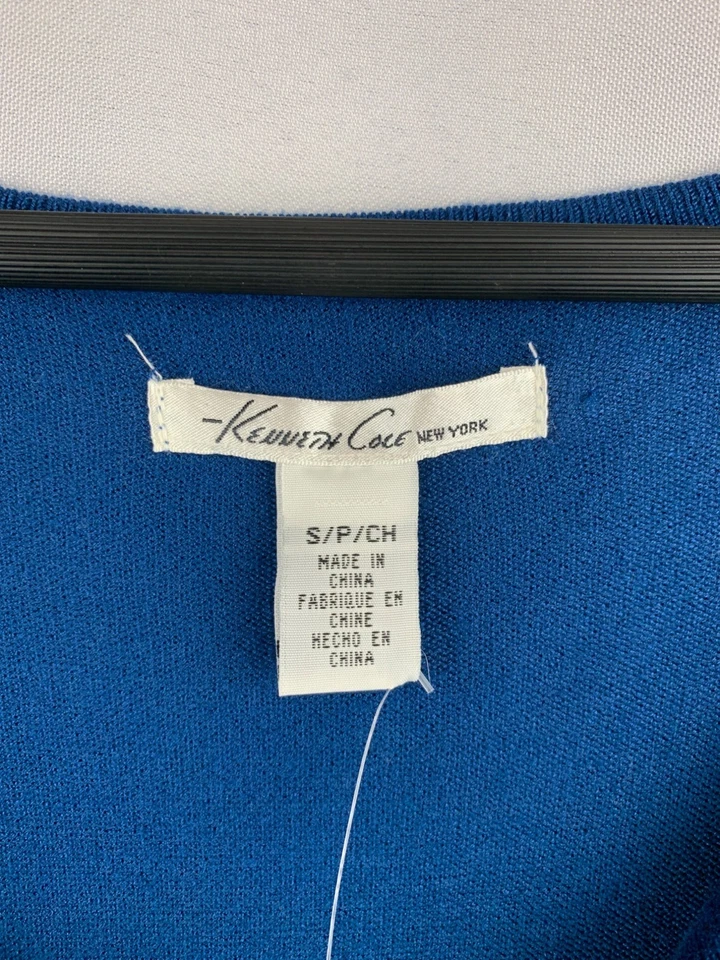 -KENNETH COLE NEW YORK
S/P/CH
MADE IN
CHINA
FABRIQUE EN
CHINE
HECHO EN
CHINA